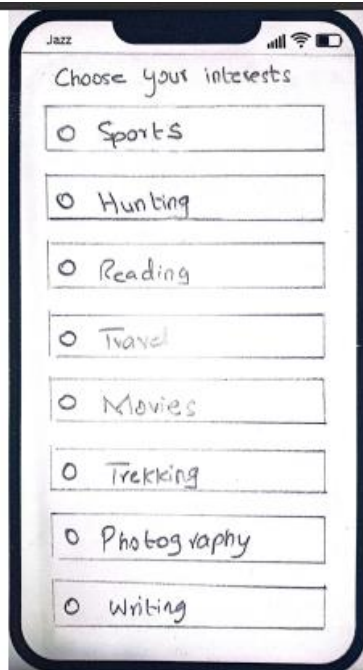 Jazz
Choose your interests
Sports
Hunting
Reading
Travel
Movies
Trekking
Photography
Writing